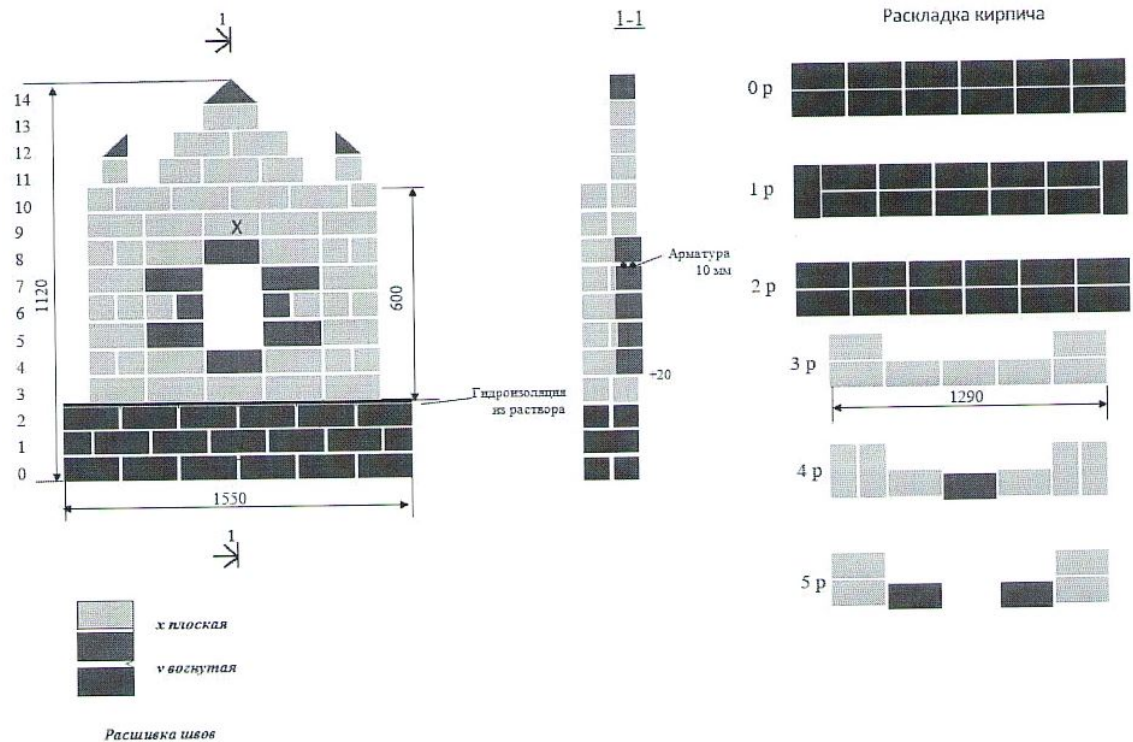 1
1-1
Раскладка кирпича
14
13
12
11
10
9
8
7
6
5
4
3
2
1
0
1120
X
600
Гидроизоляция
из раствора
1550
1
Арматура
10 мм
+20
0 р
1 р
2 р
3 р
1290
4 р
5 р
х плоская
v вогнутая
Расшивка швов